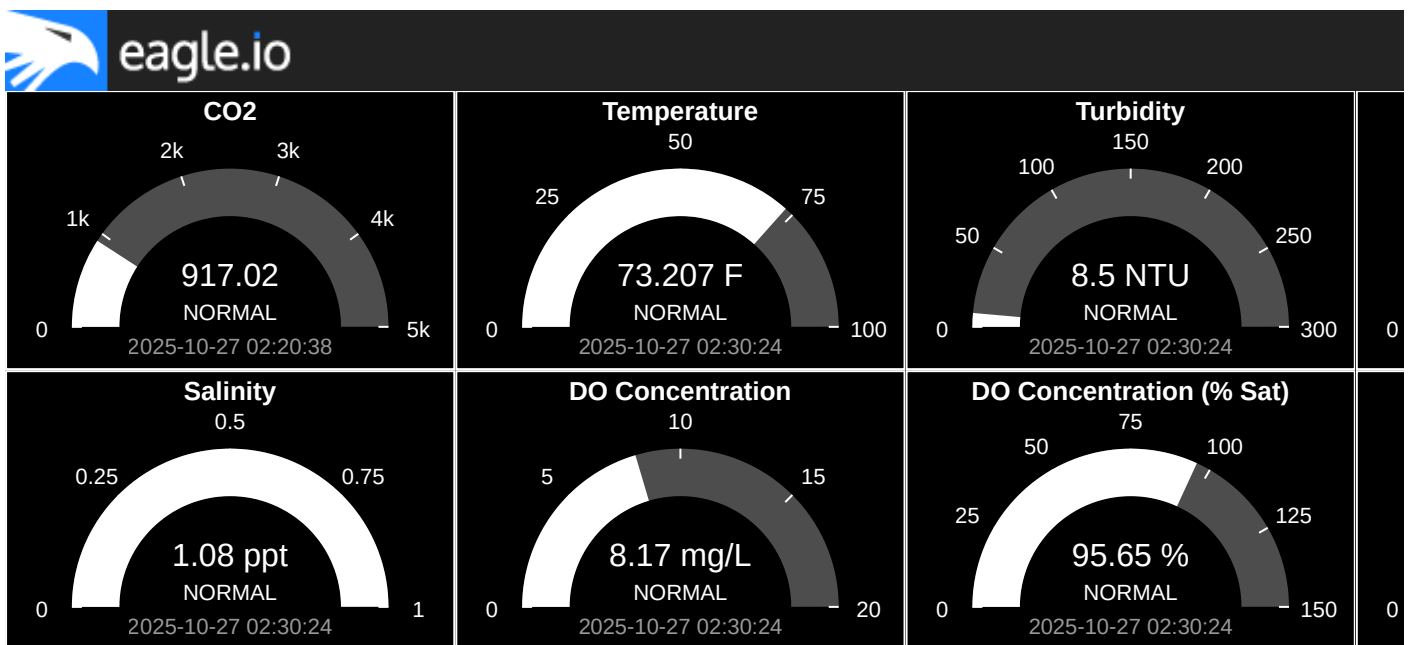 eagle.io
CO2
0
1k
2k
3k
4k
5k
917.02
NORMAL
2025-10-27 02:20:38
Temperature
0
25
50
75
100
73.207 F
NORMAL
2025-10-27 02:30:24
Turbidity
0
50
100
150
200
250
300
8.5 NTU
NORMAL
2025-10-27 02:30:24
0
Salinity
0
0.25
0.5
0.75
1
1.08 ppt
NORMAL
2025-10-27 02:30:24
DO Concentration
0
5
10
15
20
8.17 mg/L
NORMAL
2025-10-27 02:30:24
DO Concentration (% Sat)
0
25
50
75
100
125
150
95.65 %
NORMAL
2025-10-27 02:30:24
0